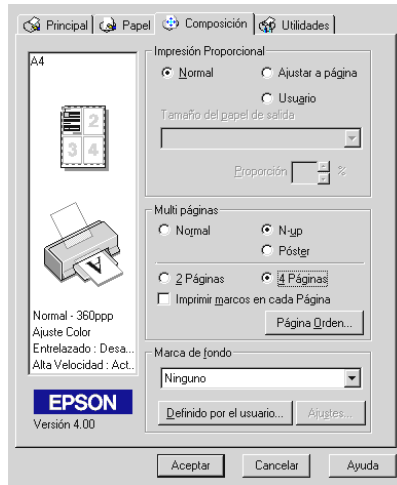 Principal Papel Composición Utilidades
A4
2
3 4
Normal - 360ppp
Ajuste Color
Entrelazado : Desa...
Alta Velocidad : Act..
EPSON
Versión 4.00
Impresión Proporcional
Normal Ajustar a página
Usuario
Tamaño del papel de salida
Proporción %
Multi páginas
Normal N-up
Póster
2 Páginas 4 Páginas
Imprimir marcos en cada Página
Página Orden...
Marca de fondo
Ninguno
Definido por el usuario... Ajustes...
Aceptar Cancelar Ayuda